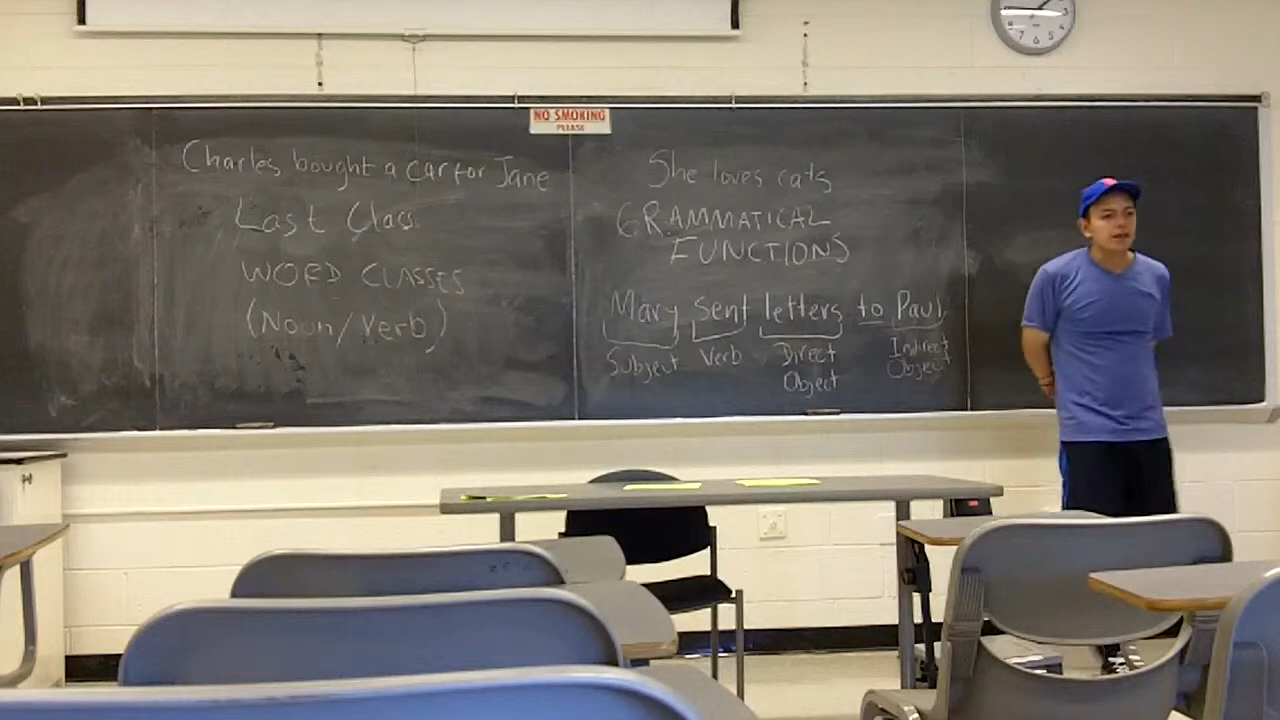 NO SMOKING
PLEASE
Charles bought a car for Jane
Last Class
WORD CLASSES
(Noun/Verb)
She loves cats
GRAMMATICAL
FUNCTIONS
Mary sent letters to Paul
Subject Verb Direct Object Indirect Object